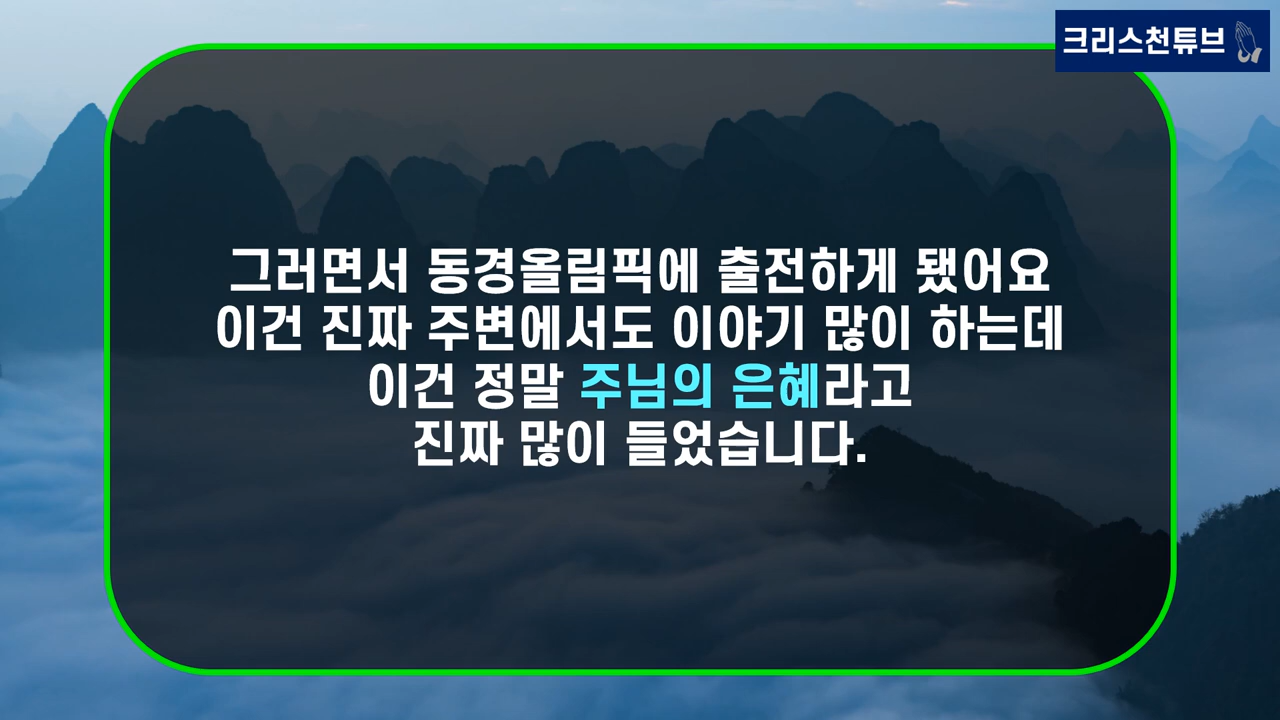 크리스천튜브
그러면서 동경올림픽에 출전하게 됐어요
이건 진짜 주변에서도 이야기 많이 하는데
이건 정말 주님의 은혜라고
진짜 많이 들었습니다.